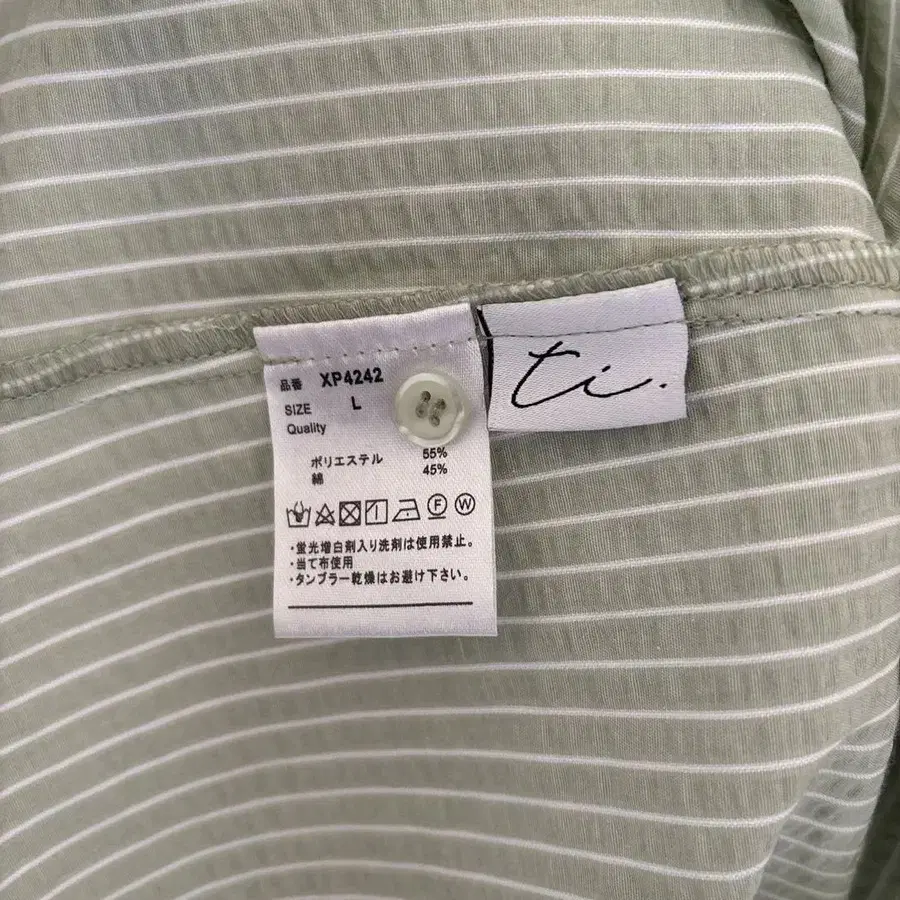 品番 XP4242
SIZE L
Quality
ポリエステル 55%
綿 45%
F W
・蛍光増白剤入り洗剤は使用禁止。
・当て布使用
・タンブラー乾燥はお避け下さい。
ti.